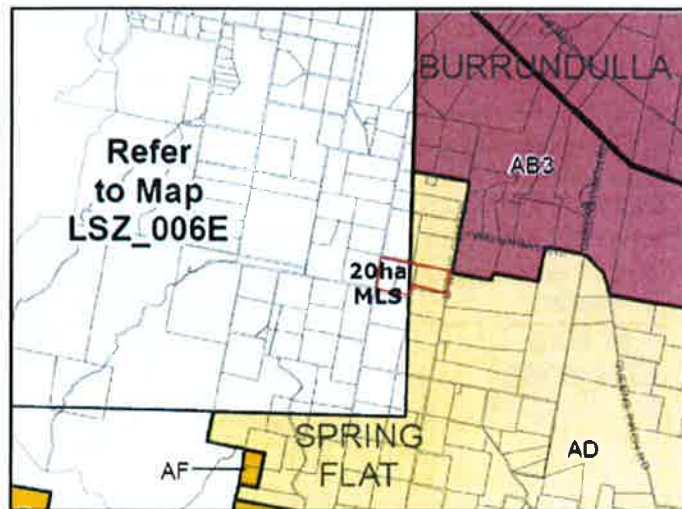 BURRUNDULLA
Refer
to Map
LSZ_006E
AB3
20ha
MLS
SPRING
FLAT
AF
AD